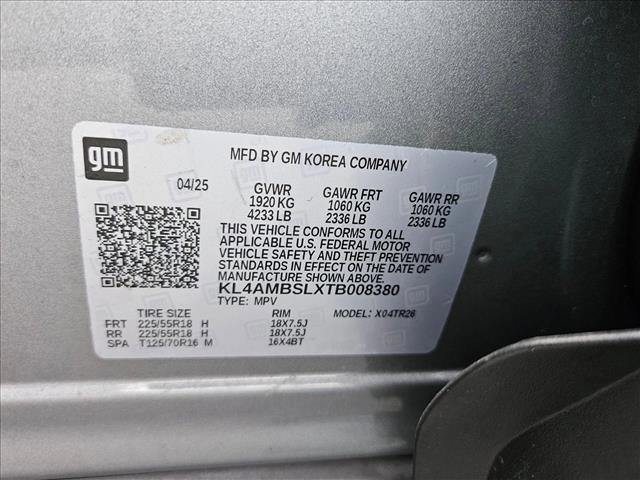 gm
MFD BY GM KOREA COMPANY
04/25 GVWR GAWR FRT GAWR RR
1920 KG 1060 KG 1060 KG
4233 LB 2336 LB 2336 LB
THIS VEHICLE CONFORMS TO ALL
APPLICABLE U.S. FEDERAL MOTOR
VEHICLE SAFETY AND THEFT PREVENTION
STANDARDS IN EFFECT ON THE DATE OF
MANUFACTURE SHOWN ABOVE.
KL4AMBSLXTB008380
TYPE: MPV MODEL: X04TR26
TIRE SIZE RIM
FRT 225/55R18 H 18X7.5J
RR 225/55R18 H 18X7.5J
SPA T125/70R16 M 16X4BT